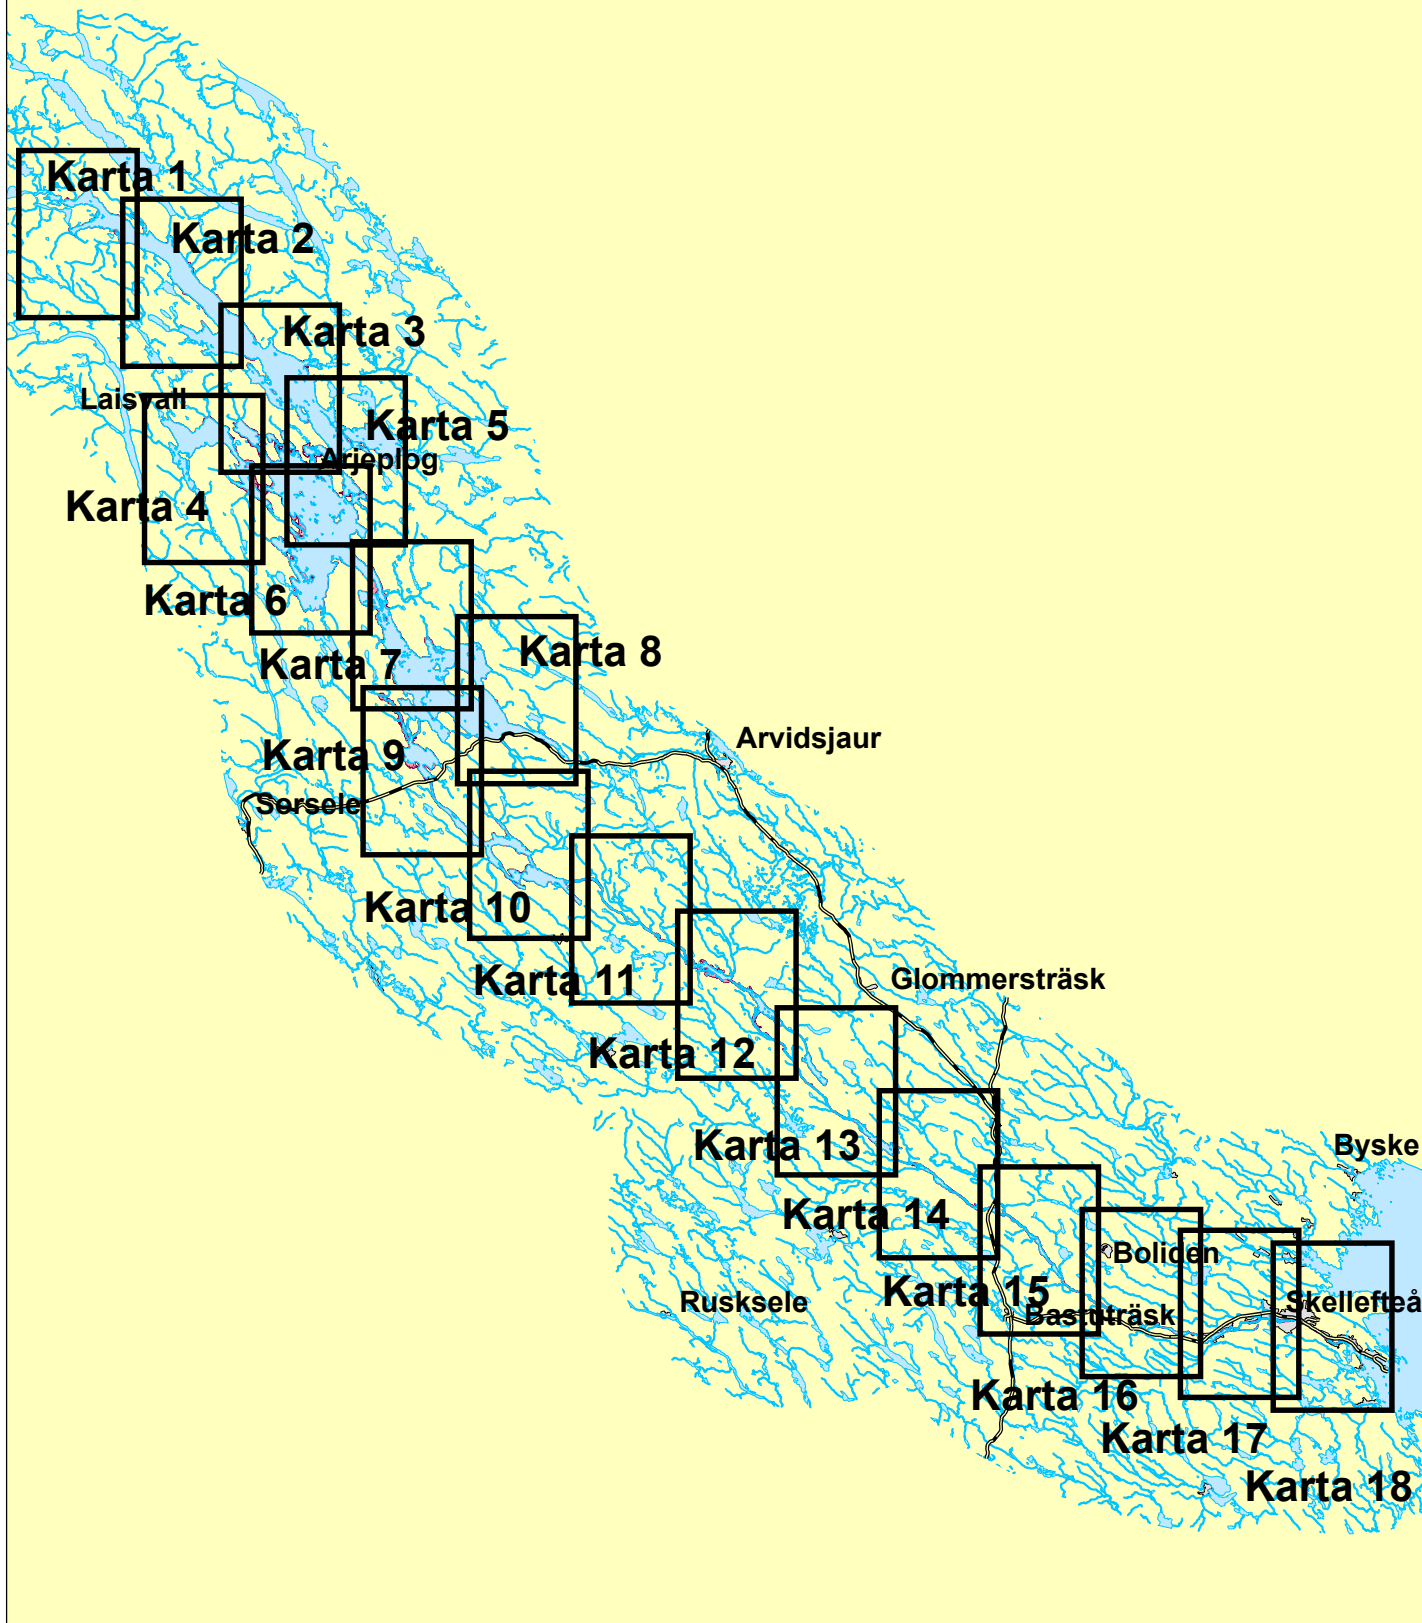 Karta 1
Karta 2
Karta 3
Laisvall
Karta 5
Arjeplog
Karta 4
Karta 6
Karta 8
Karta 7
Arvidsjaur
Karta 9
Sorsele
Karta 10
Karta 11
Glommersträsk
Karta 12
Karta 13
Byske
Karta 14
Boliden
Karta 15
Rusksele
Skellefteå
Bastuträsk
Karta 16
Karta 17
Karta 18